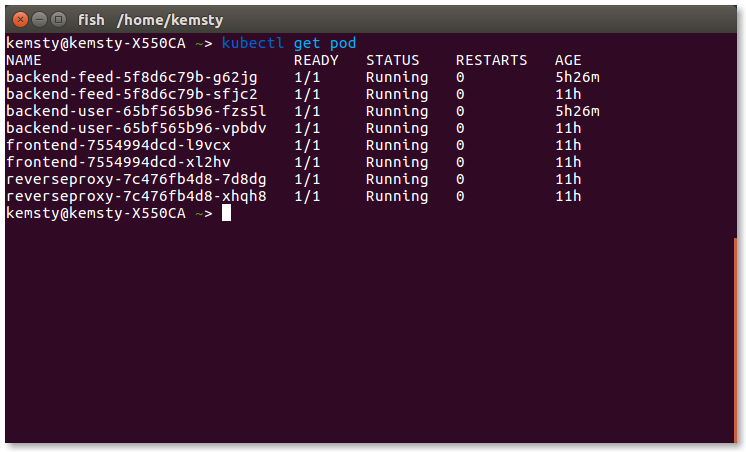 fish /home/kemsty
kemsty@kemsty-X550CA ~> kubectl get pod
NAME READY STATUS RESTARTS AGE
backend-feed-5f8d6c79b-g62jg 1/1 Running 0 5h26m
backend-feed-5f8d6c79b-sfjc2 1/1 Running 0 11h
backend-user-65bf565b96-fzs5l 1/1 Running 0 5h26m
backend-user-65bf565b96-vpbdv 1/1 Running 0 11h
frontend-7554994dcd-l9vcx 1/1 Running 0 11h
frontend-7554994dcd-xl2hv 1/1 Running 0 11h
reverseproxy-7c476fb4d8-7d8dg 1/1 Running 0 11h
reverseproxy-7c476fb4d8-xhqh8 1/1 Running 0 11h
kemsty@kemsty-X550CA ~>